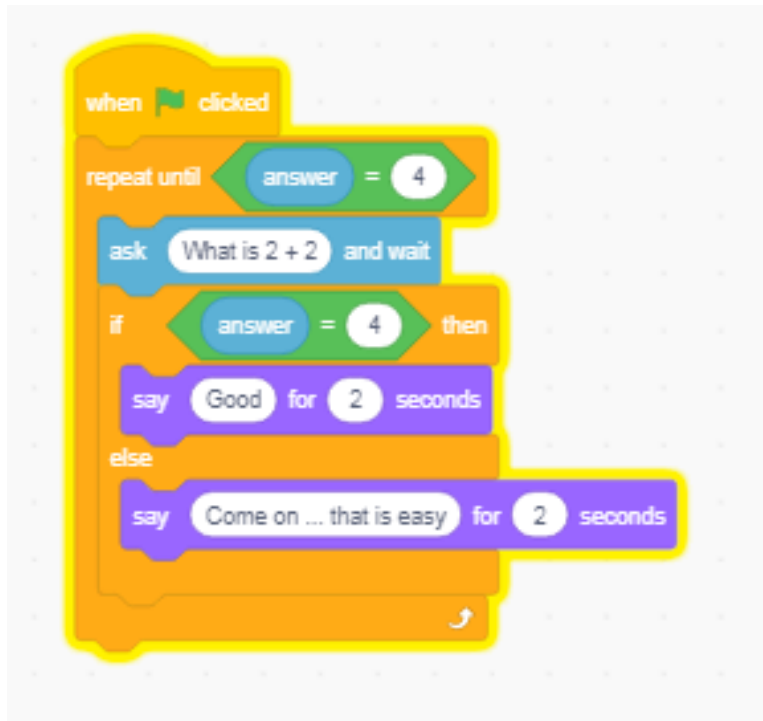 when clicked
repeat until answer = 4
ask What is 2 + 2 and wait
if answer = 4 then
say Good for 2 seconds
else
say Come on ... that is easy for 2 seconds